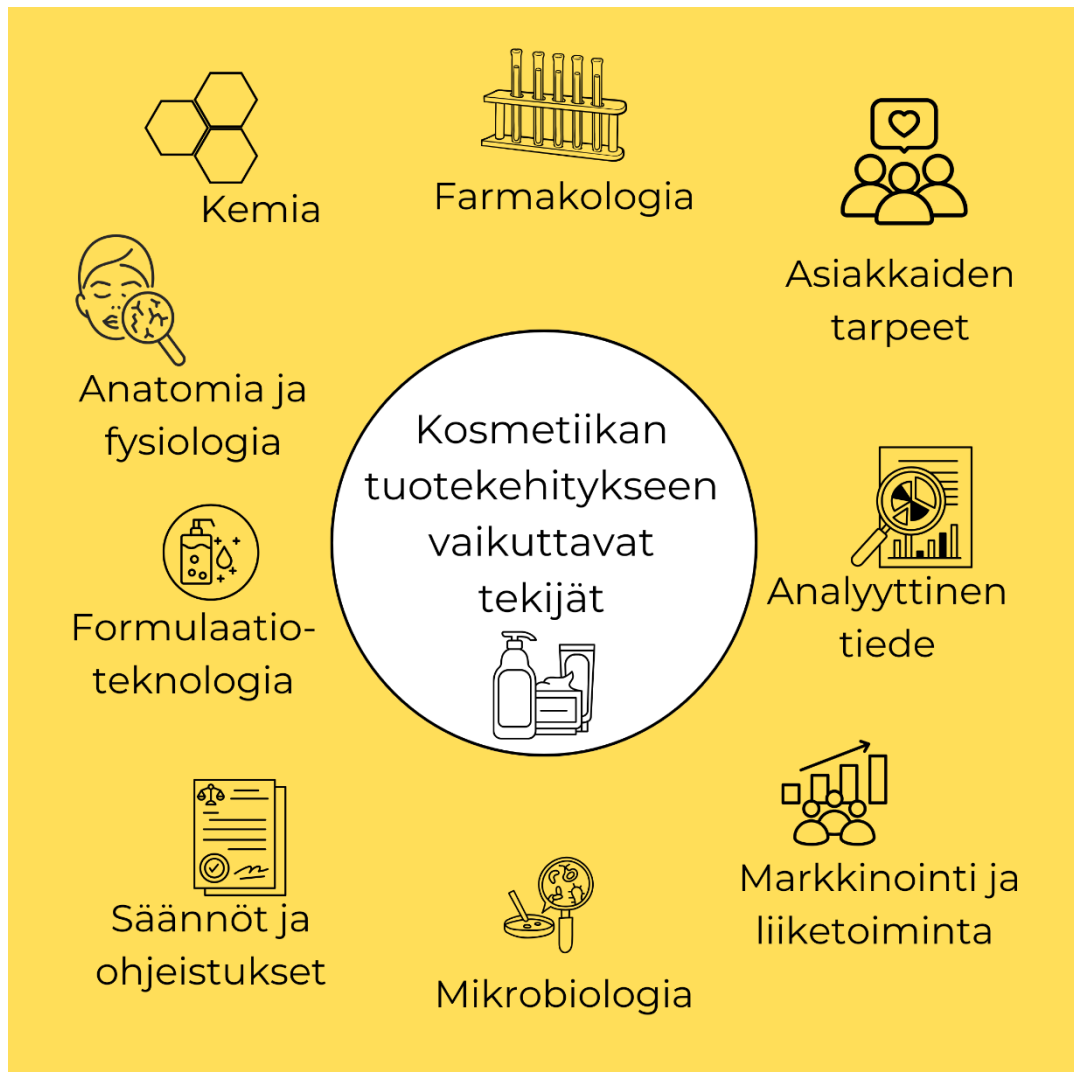 Kemia
Farmakologia
Asiakkaiden
tarpeet
Anatomia ja
fysiologia
Kosmetiikan
tuotekehitykseen
vaikuttavat
tekijät
Formulaatio-
teknologia
Analyyttinen
tiede
Säännöt ja
ohjeistukset
Mikrobiologia
Markkinointi ja
liiketoiminta